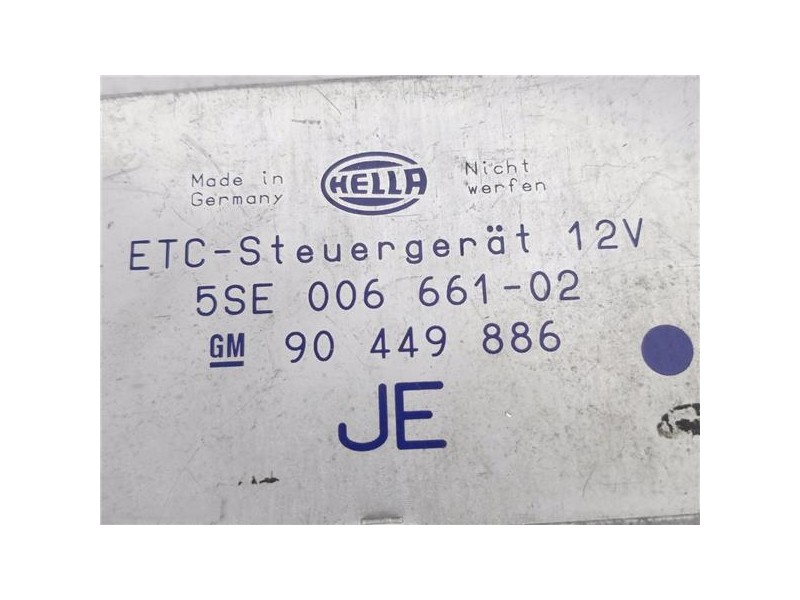 Made in
Germany
HELLA
Nicht
werfen
ETC-Steuergerät 12V
5SE 006 661-02
GM 90 449 886
JE